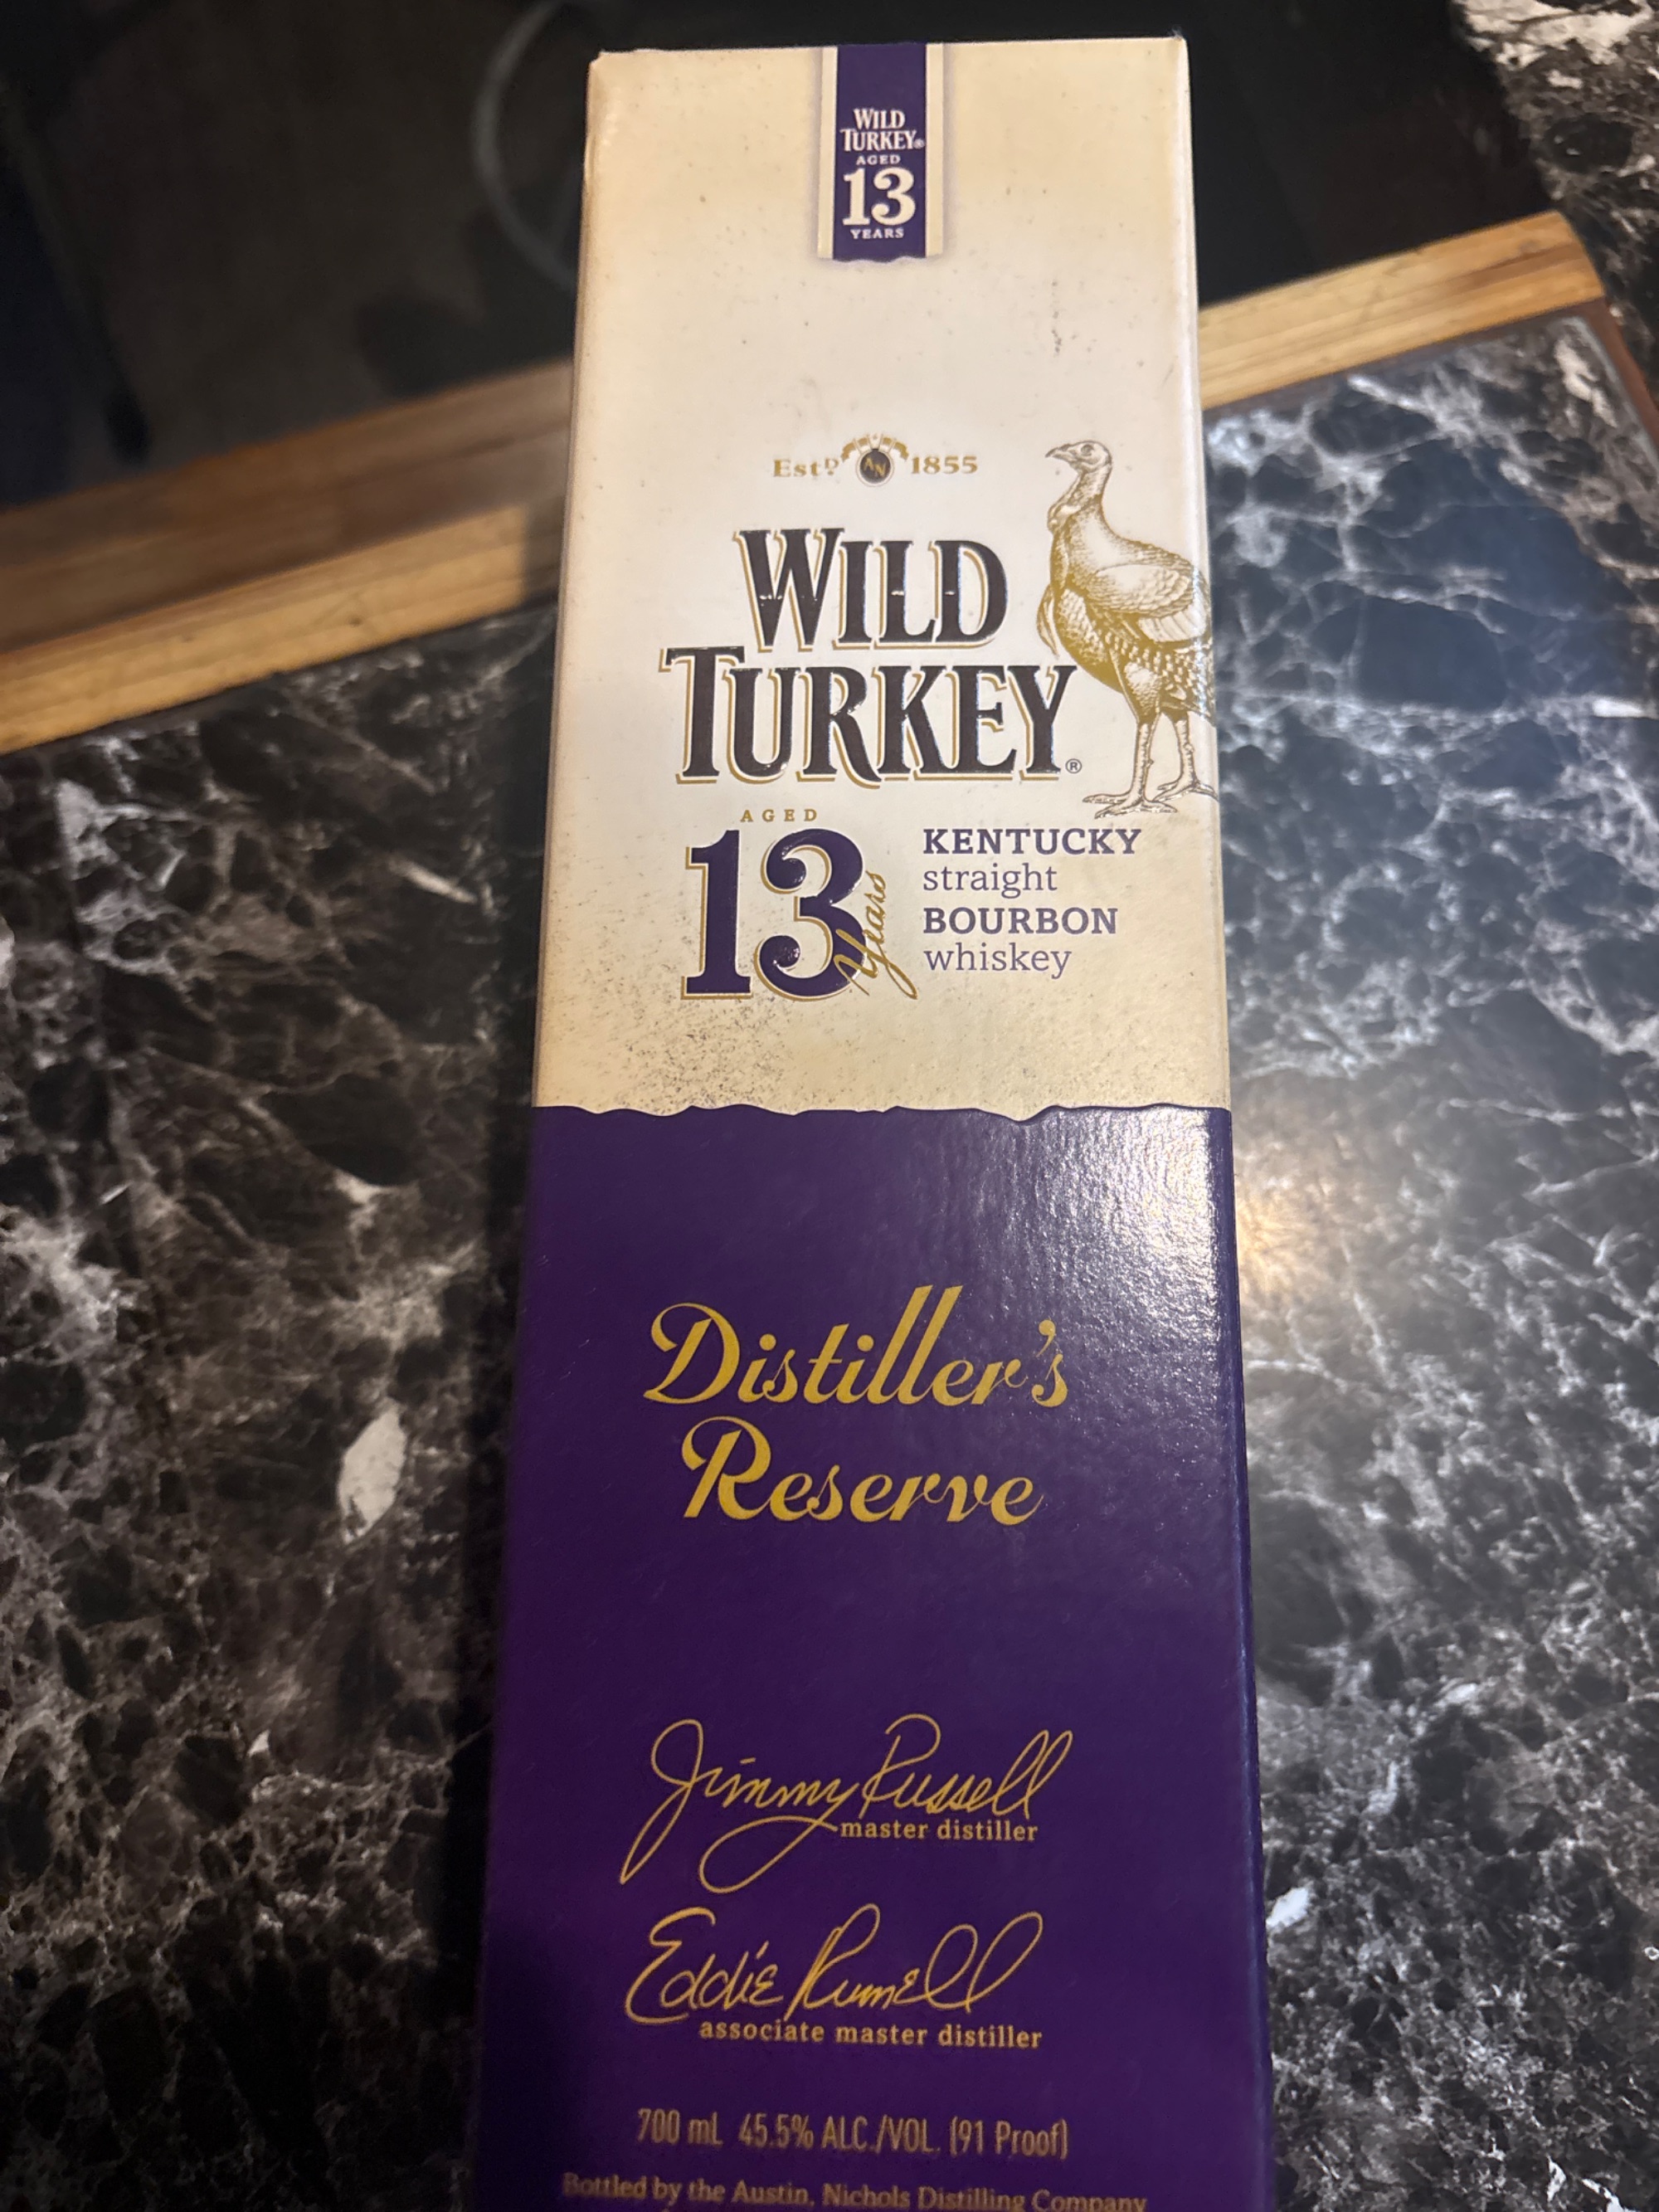 WILD
TURKEY®
AGED
13
YEARS
Estᴰ. AN 1855
WILD
TURKEY®
AGED
13 Years
KENTUCKY
straight
BOURBON
whiskey
Distiller's
Reserve
Jimmy Russell
master distiller
Eddie Russell
associate master distiller
700 mL 45.5% ALC./VOL. (91 Proof)
Bottled by the Austin, Nichols Distilling Company